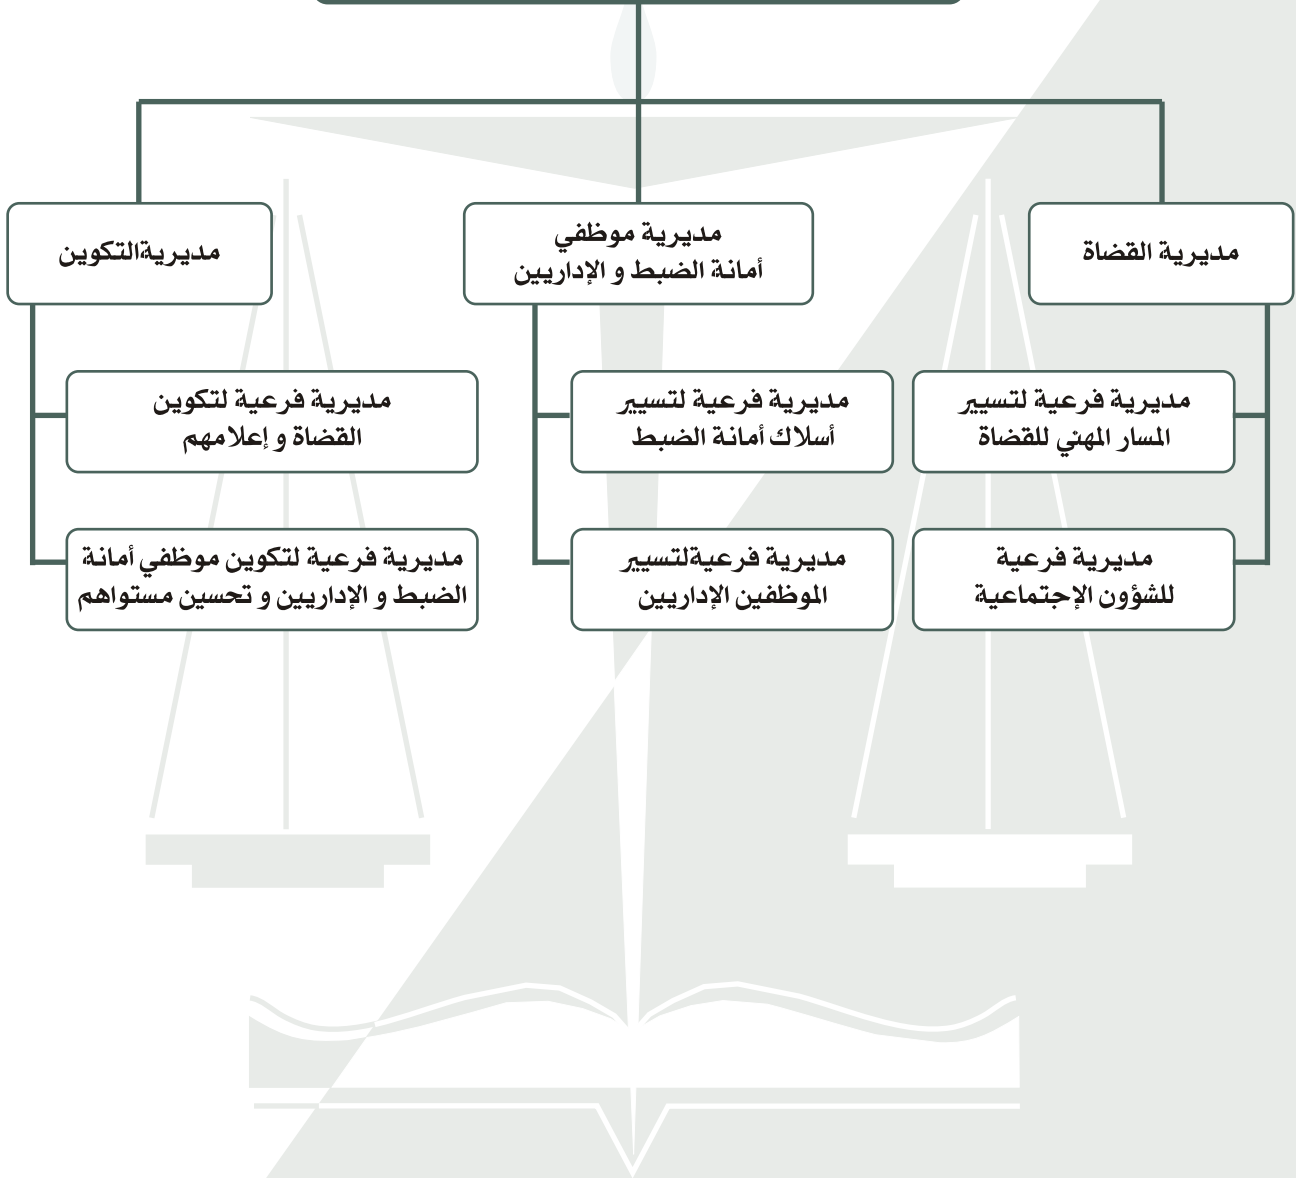 مديرية القضاة
مديرية موظفي
أمانة الضبط و الإداريين
مديريةالتكوين
مديرية فرعية لتسيير
المسار المهني للقضاة
مديرية فرعية لتسيير
أسلاك أمانة الضبط
مديرية فرعية لتكوين
القضاة و إعلامهم
مديرية فرعية
للشؤون الإجتماعية
مديرية فرعيةلتسيير
الموظفين الإداريين
مديرية فرعية لتكوين موظفي أمانة
الضبط و الإداريين و تحسين مستواهم